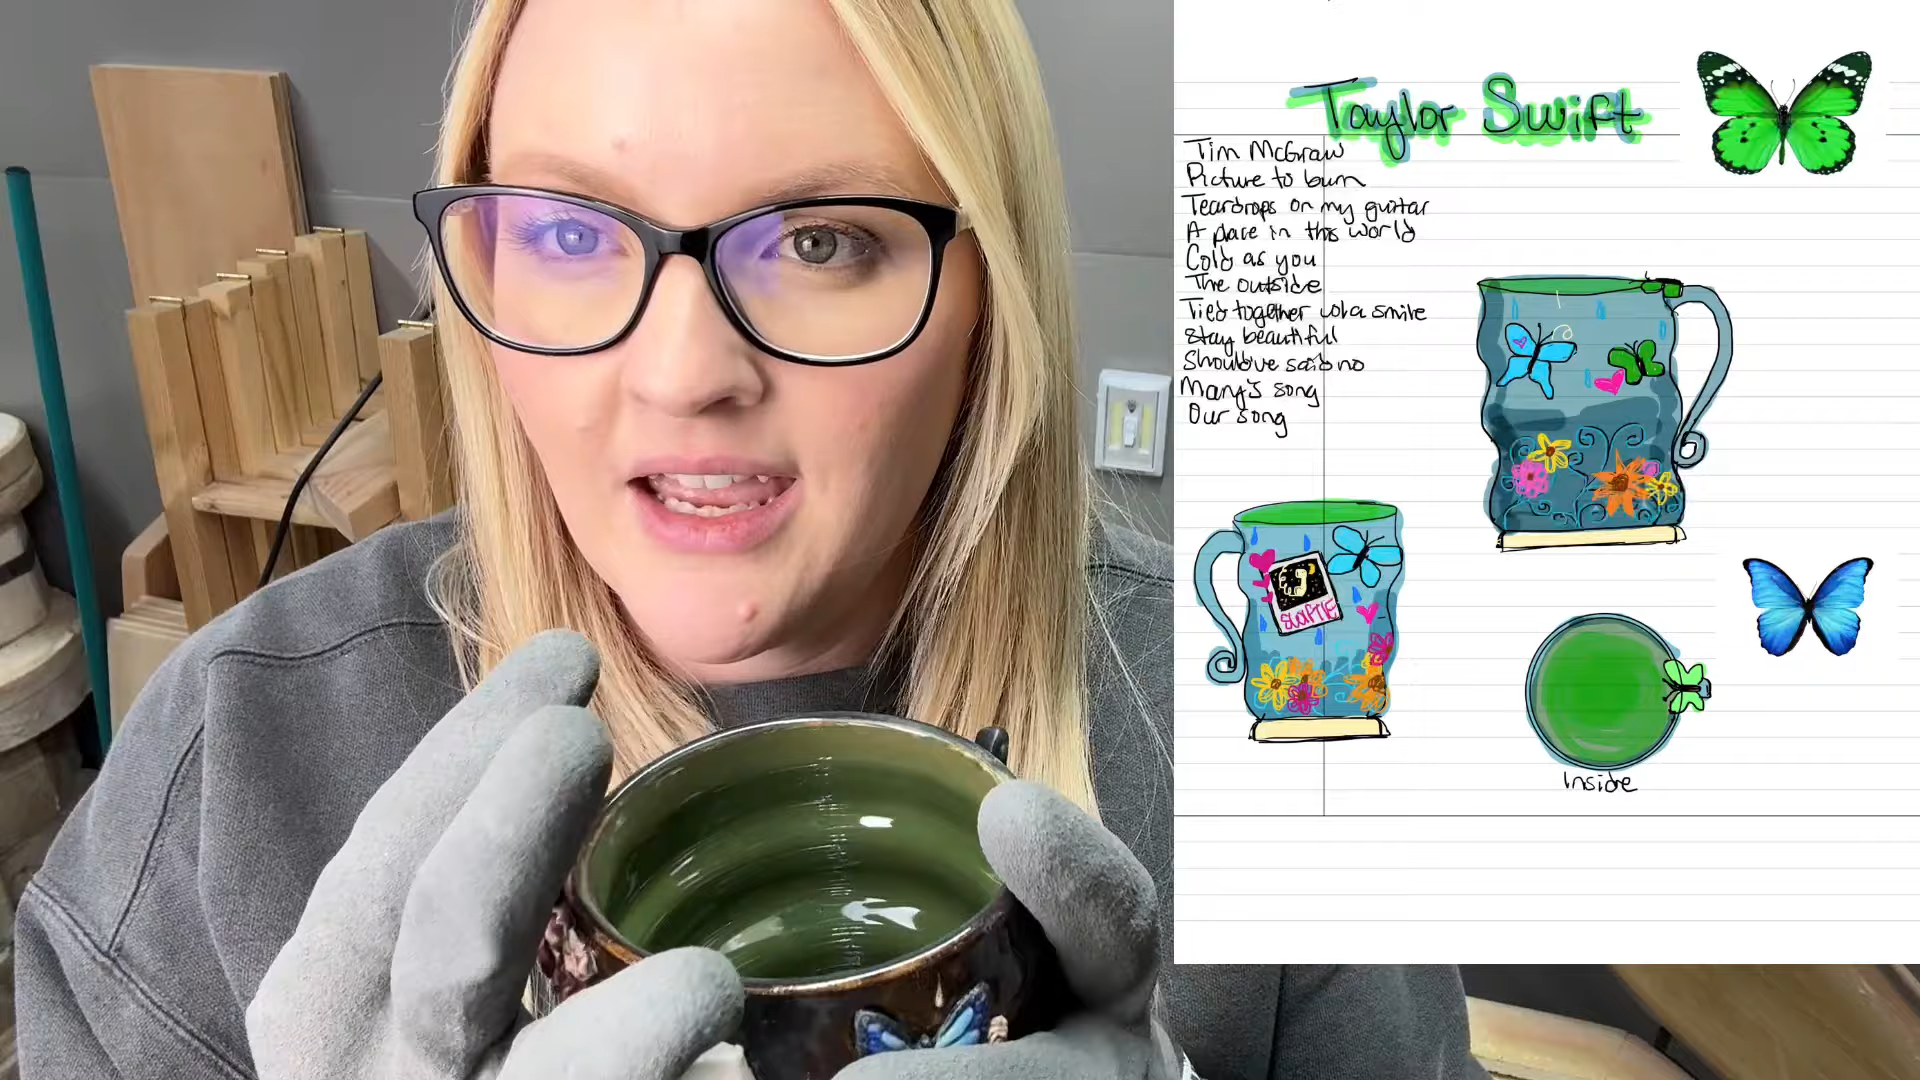 Taylor Swift
Tim McGraw
Picture to burn
Teardrops on my guitar
A place in this world
Cold as you
The outside
Tied together w/ a smile
Stay beautiful
Should've said no
Mary's song
Our song
SWIFTIE
Inside